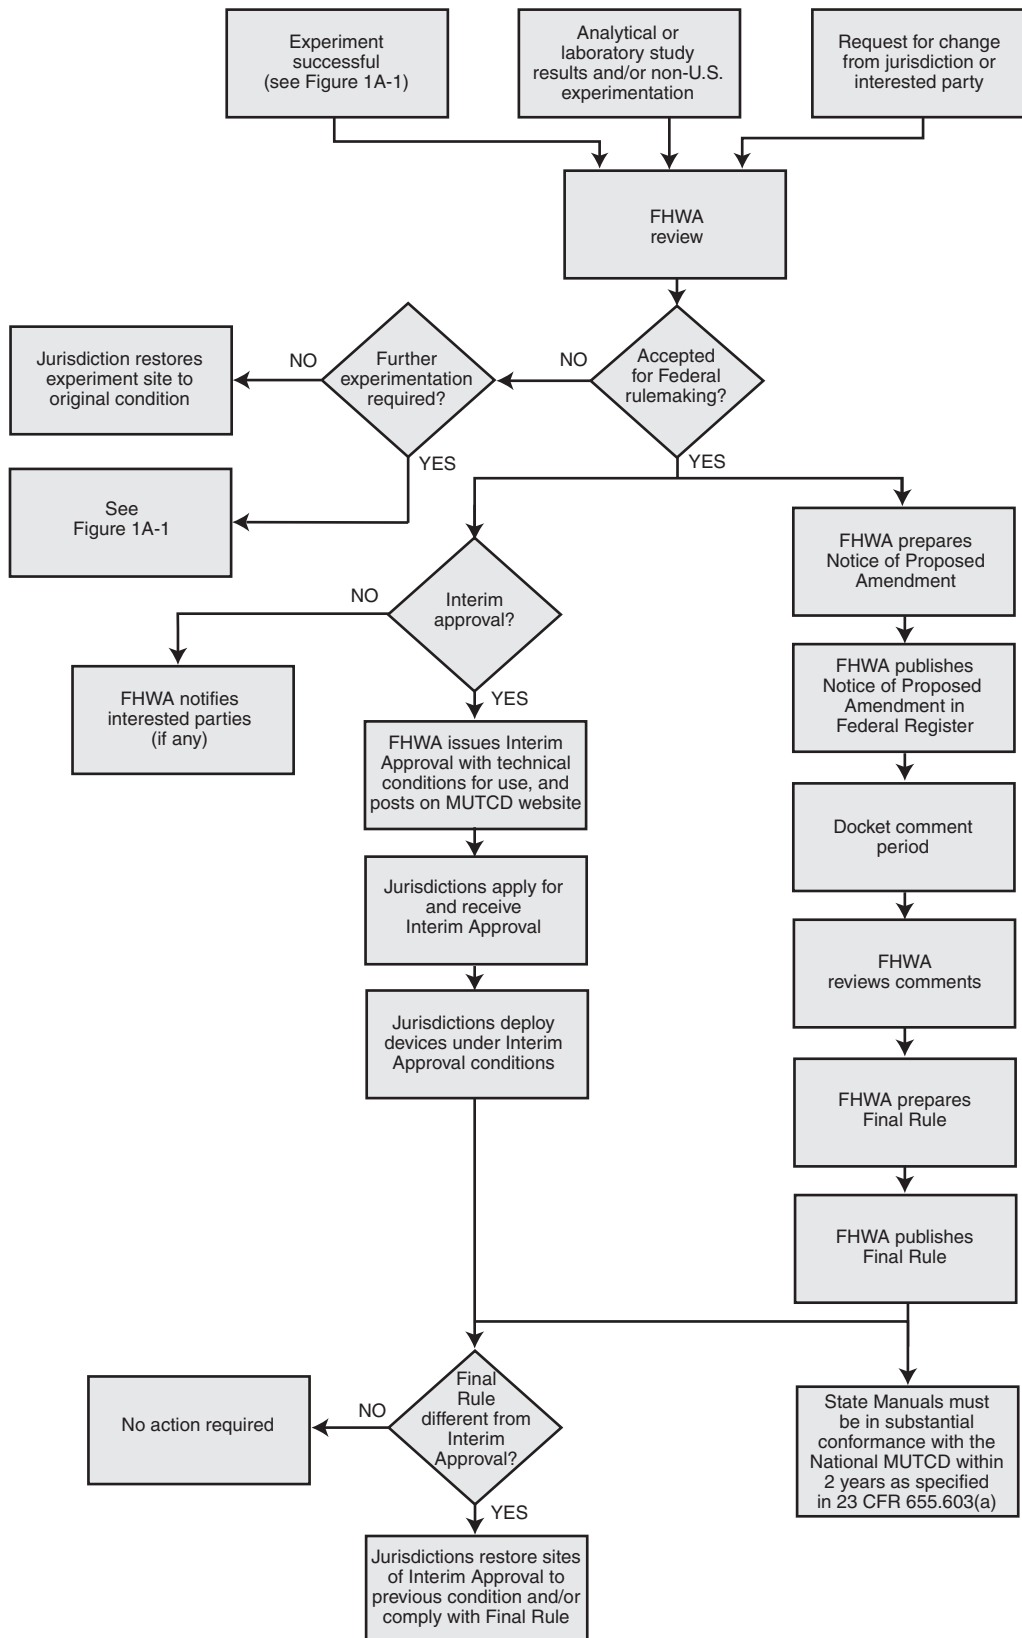 Experiment
successful
(see Figure 1A-1)
Analytical or
laboratory study
results and/or non-U.S.
experimentation
Request for change
from jurisdiction or
interested party
FHWA
review
Accepted
for Federal
rulemaking?
NO
YES
Further
experimentation
required?
NO
YES
Jurisdiction restores
experiment site to
original condition
See
Figure 1A-1
Interim
approval?
NO
YES
FHWA notifies
interested parties
(if any)
FHWA issues Interim
Approval with technical
conditions for use, and
posts on MUTCD website
Jurisdictions apply for
and receive
Interim Approval
Jurisdictions deploy
devices under Interim
Approval conditions
FHWA prepares
Notice of Proposed
Amendment
FHWA publishes
Notice of Proposed
Amendment in
Federal Register
Docket comment
period
FHWA
reviews comments
FHWA prepares
Final Rule
FHWA publishes
Final Rule
Final
Rule
different from
Interim
Approval?
NO
YES
No action required
Jurisdictions restore sites
of Interim Approval to
previous condition and/or
comply with Final Rule
State Manuals must
be in substantial
conformance with the
National MUTCD within
2 years as specified
in 23 CFR 655.603(a)